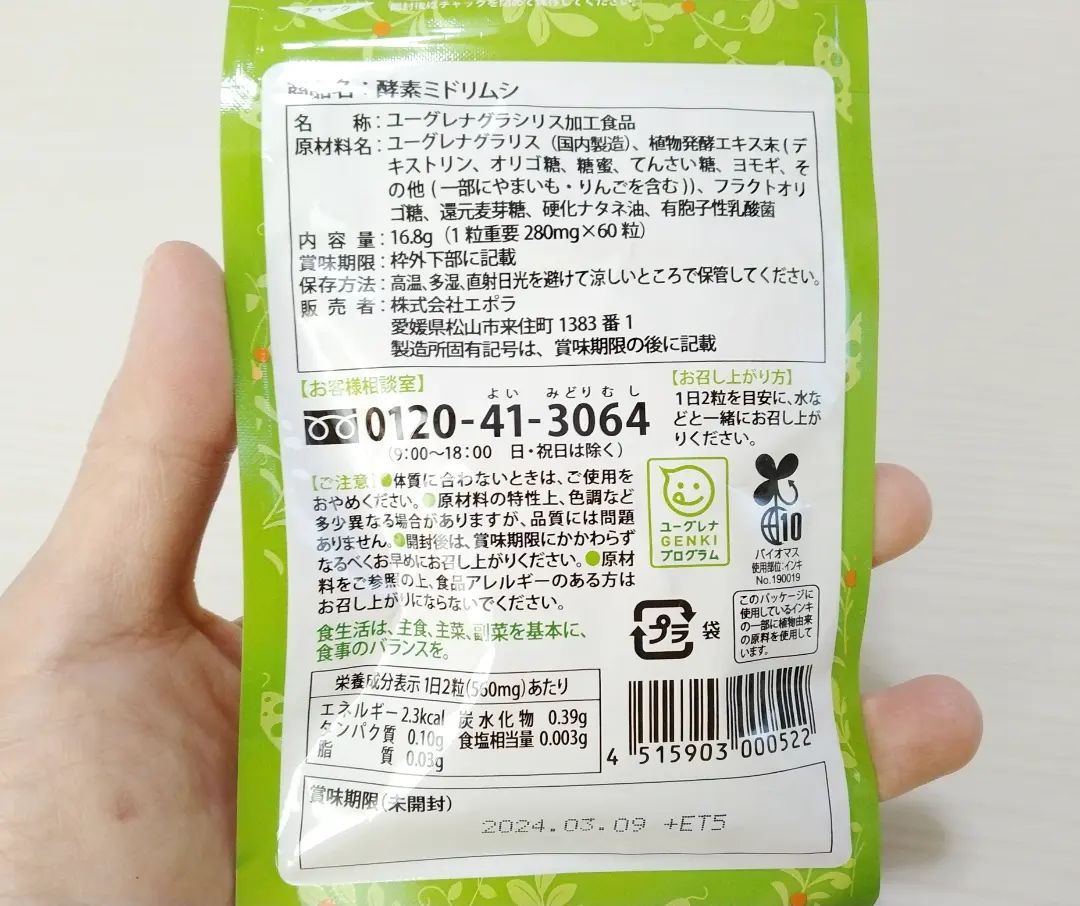 チャック
開封後はチャックを閉めて保存してください。
商品名：酵素ミドリムシ
名称：ユーグレナグラシリス加工食品
原材料名：ユーグレナグラリス（国内製造）、植物発酵エキス末(デ
キストリン、オリゴ糖、糖蜜、てんさい糖、ヨモギ、そ
の他(一部にやまいも・りんごを含む))、フラクトオリ
ゴ糖、還元麦芽糖、硬化ナタネ油、有胞子性乳酸菌
内容量：16.8g（1粒重要 280mg×60粒）
賞味期限：枠外下部に記載
保存方法：高温、多湿、直射日光を避けて涼しいところで保管してください。
販売者：株式会社エポラ
愛媛県松山市来住町 1383 番 1
製造所固有記号は、賞味期限の後に記載
【お客様相談室】
よい みどりむし
0120-41-3064
（9:00〜18:00 日・祝日は除く）
【お召し上がり方】
1日2粒を目安に、水な
どと一緒にお召し上が
りください。
【ご注意】●体質に合わないときは、ご使用を
おやめください。●原材料の特性上、色調など
多少異なる場合がありますが、品質には問題
ありません。●開封後は、賞味期限にかかわらず
なるべくお早めにお召し上がりください。●原材
料をご参照の上、食品アレルギーのある方は
お召し上がりにならないでください。
食生活は、主食、主菜、副菜を基本に、
食事のバランスを。
ユーグレナ
GENKI
プログラム
10
バイオマス
使用部位:インキ
No.190019
プラ
袋
このパッケージに
使用しているインキ
の一部に植物由来
の原料を使用して
います。
栄養成分表示 1日2粒(560mg)あたり
エネルギー 2.3kcal 炭水化物 0.39g
タンパク質 0.10g 食塩相当量 0.003g
脂質 0.03g
4 515903 000522
賞味期限（未開封）
2024.03.09 +ET5